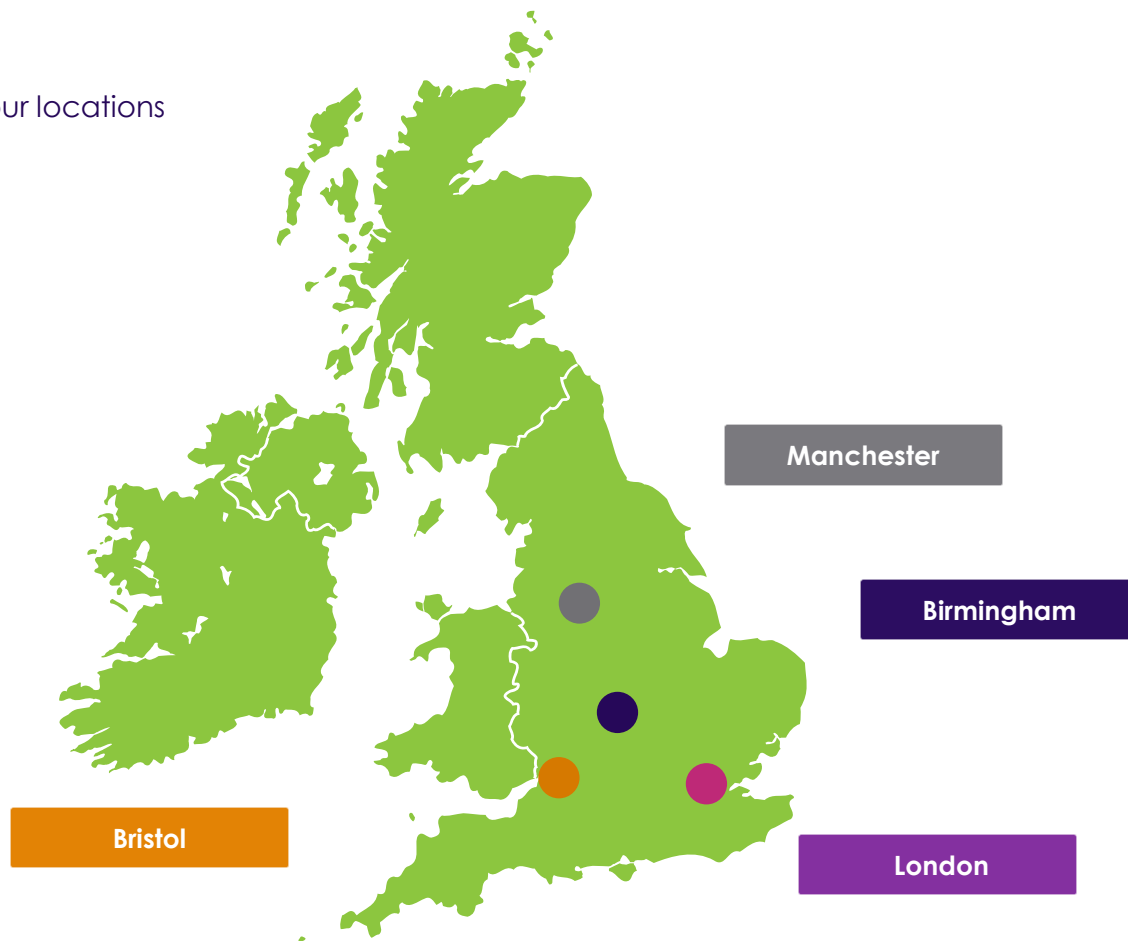 ur locations
Manchester
Birmingham
Bristol
London